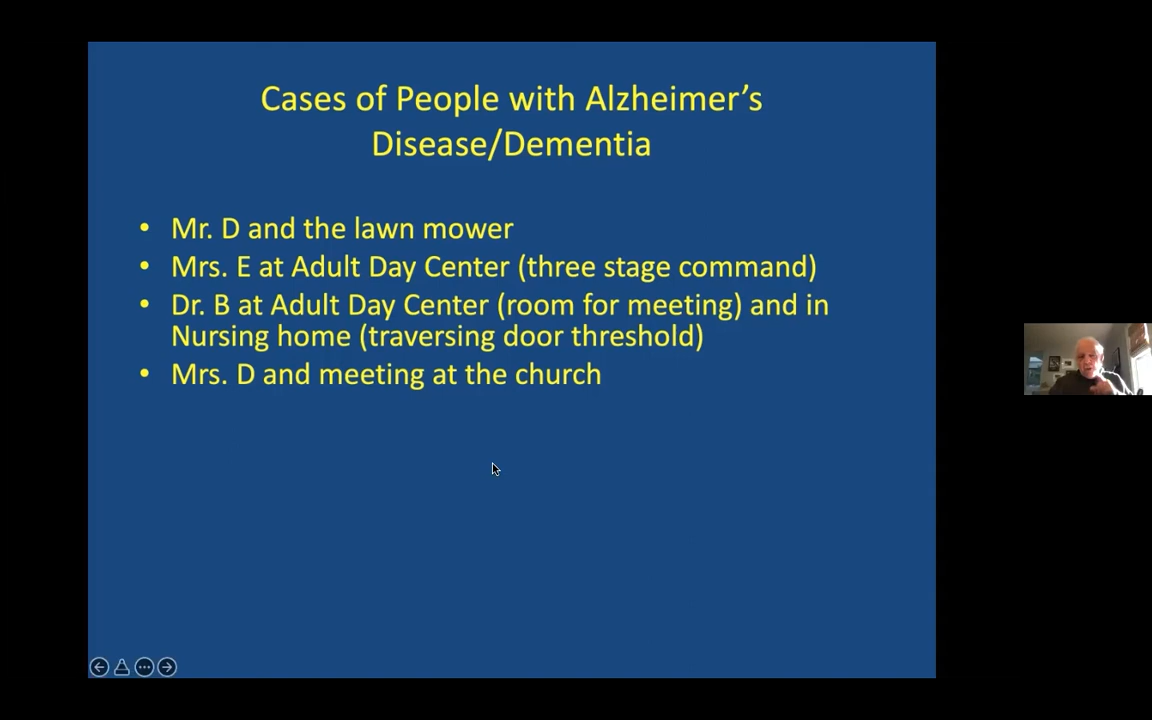 Cases of People with Alzheimer’s
Disease/Dementia
• Mr. D and the lawn mower
• Mrs. E at Adult Day Center (three stage command)
• Dr. B at Adult Day Center (room for meeting) and in
Nursing home (traversing door threshold)
• Mrs. D and meeting at the church